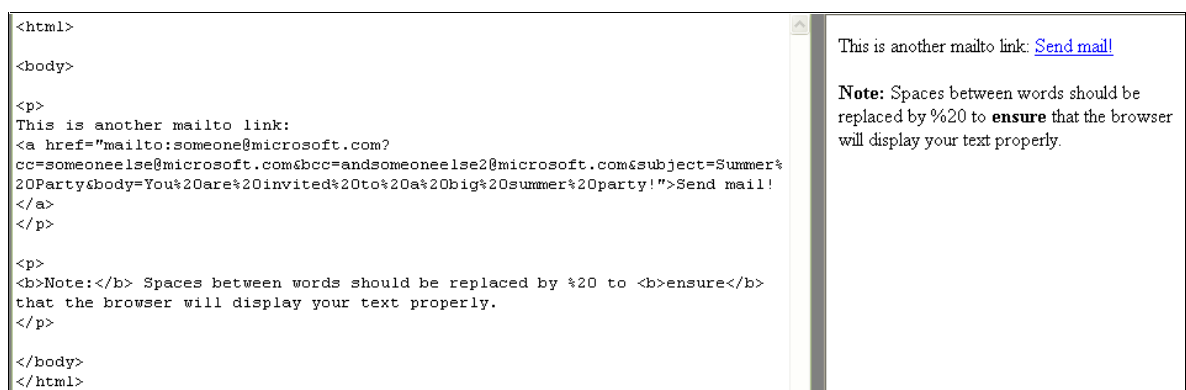 <html>
<body>
<p>
This is another mailto link:
<a href="mailto:someone@microsoft.com?
cc=someoneelse@microsoft.com&bcc=andsomeoneelse2@microsoft.com&subject=Summer%
20Party&body=You%20are%20invited%20to%20a%20big%20summer%20party!">Send mail!
</a>
</p>
<p>
<b>Note:</b> Spaces between words should be replaced by %20 to <b>ensure</b>
that the browser will display your text properly.
</p>
</body>
</html>
This is another mailto link: Send mail!
Note: Spaces between words should be
replaced by %20 to ensure that the browser
will display your text properly.